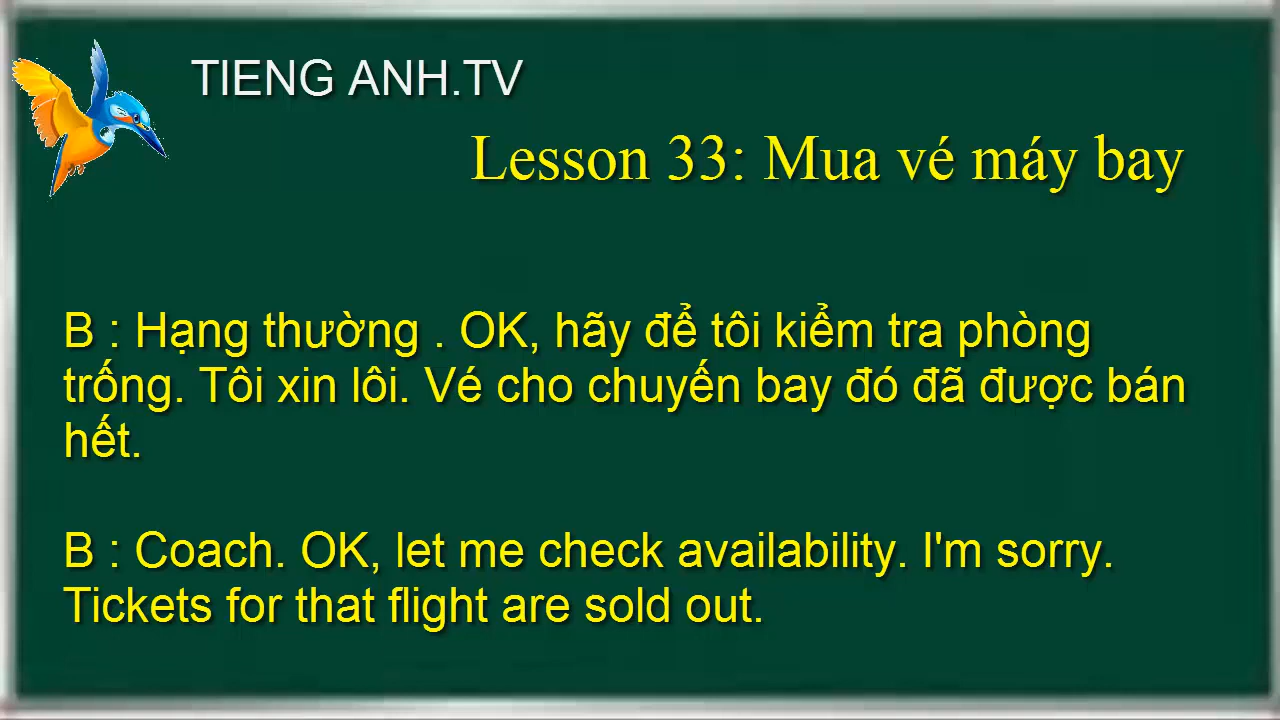 TIENG ANH.TV
Lesson 33: Mua vé máy bay
B : Hạng thường . OK, hãy để tôi kiểm tra phòng
trống. Tôi xin lôi. Vé cho chuyến bay đó đã được bán
hết.
B : Coach. OK, let me check availability. I'm sorry.
Tickets for that flight are sold out.